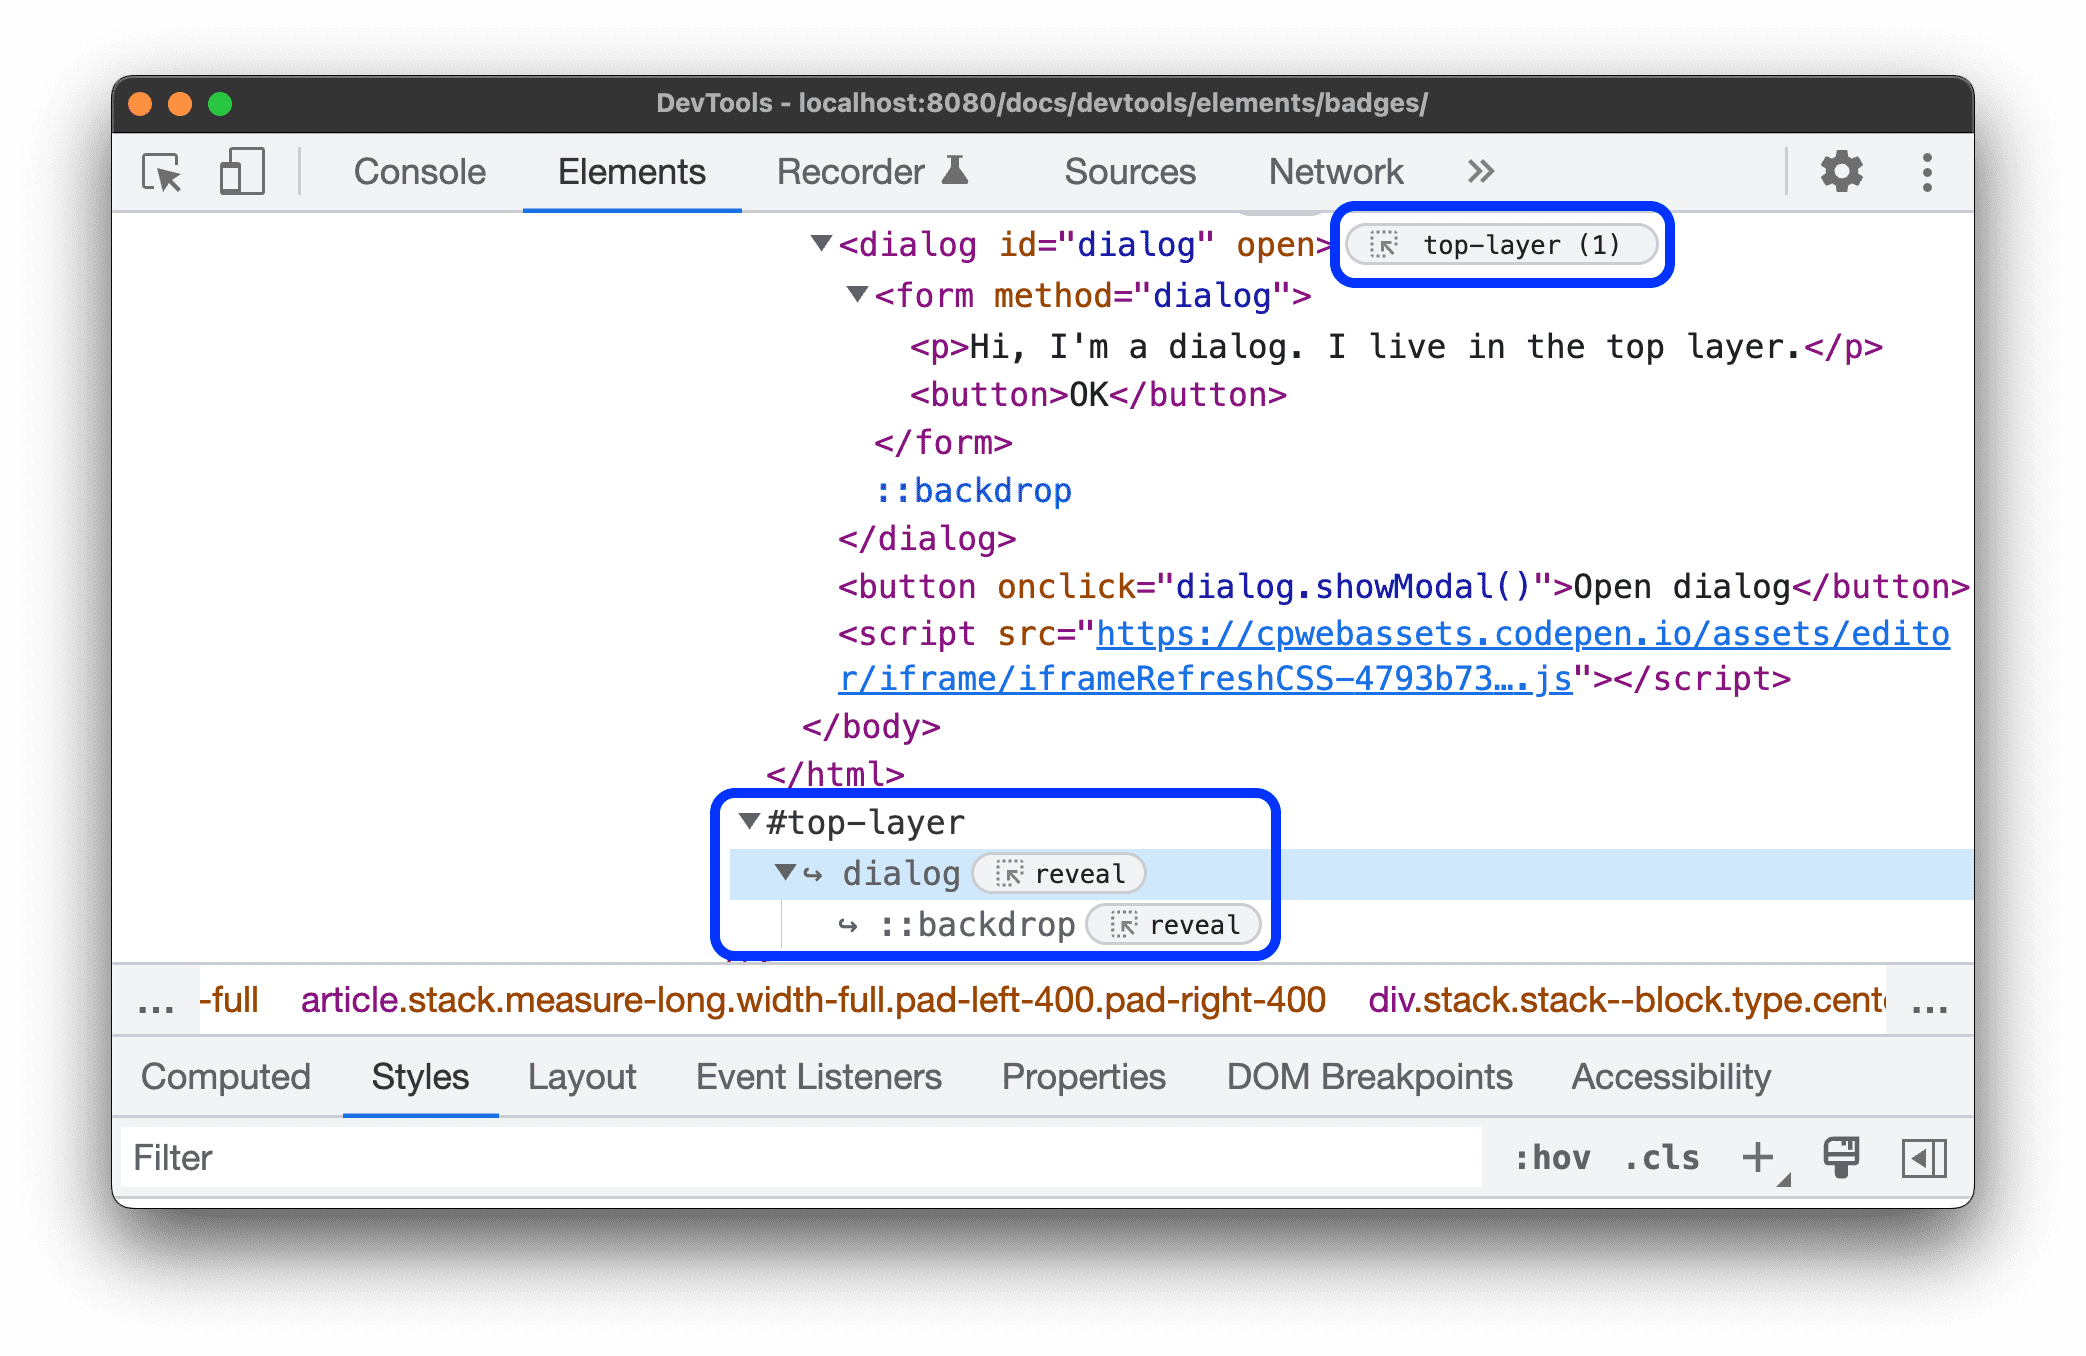 DevTools - localhost:8080/docs/devtools/elements/badges/
Console Elements Recorder Sources Network »
<dialog id="dialog" open> top-layer (1)
<form method="dialog">
<p>Hi, I'm a dialog. I live in the top layer.</p>
<button>OK</button>
</form>
::backdrop
</dialog>
<button onclick="dialog.showModal()">Open dialog</button>
<script src="https://cpwebassets.codepen.io/assets/edito
r/iframe/iframeRefreshCSS-4793b73….js"></script>
</body>
</html>
#top-layer
↪ dialog reveal
↪ ::backdrop reveal
... -full article.stack.measure-long.width-full.pad-left-400.pad-right-400 div.stack.stack--block.type.cent ...
Computed Styles Layout Event Listeners Properties DOM Breakpoints Accessibility
Filter :hov .cls +